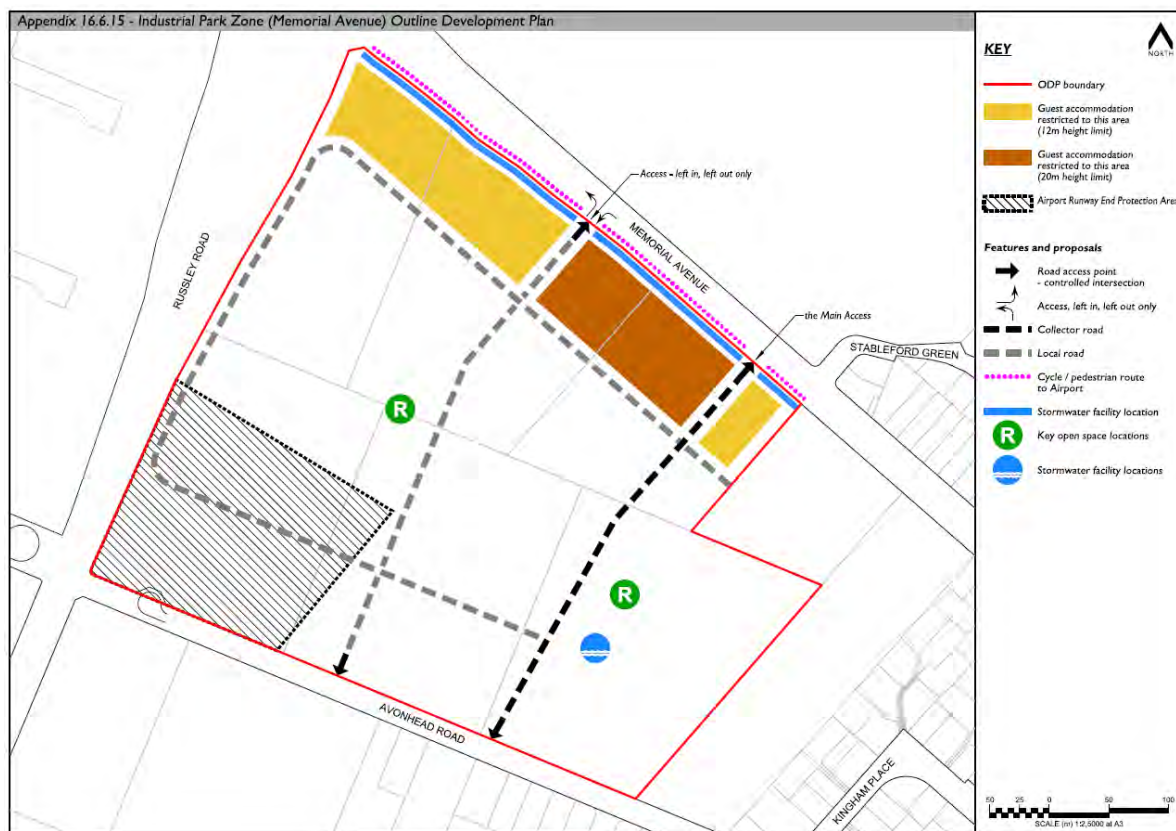 Appendix 16.6.15 - Industrial Park Zone (Memorial Avenue) Outline Development Plan
KEY
NORTH
ODP boundary
Guest accommodation
restricted to this area
(12m height limit)
Guest accommodation
restricted to this area
(20m height limit)
Airport Runway End Protection Area
Features and proposals
Road access point
- controlled intersection
Access, left in, left out only
Collector road
Local road
Cycle / pedestrian route
to Airport
Stormwater facility location
R
Key open space locations
Stormwater facility locations
50 25 0 50 100
SCALE (m) 1:2,5000 at A3
Access - left in, left out only
MEMORIAL AVENUE
RUSSLEY ROAD
the Main Access
STABLEFORD GREEN
R
R
AVONHEAD ROAD
KINGHAM PLACE